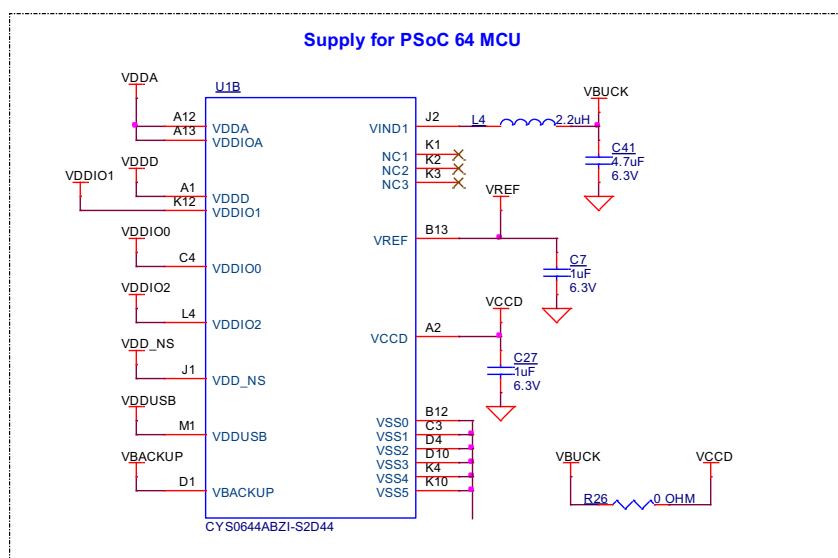 Supply for PSoC 64 MCU
VDDA
U1B
A12
VDDA
A13
VDDIOA
VDDD
VDDIO1
A1
VDDD
K12
VDDIO1
VDDIO0
C4
VDDIO0
VDDIO2
L4
VDDIO2
VDD_NS
J1
VDD_NS
VDDUSB
M1
VDDUSB
VBACKUP
D1
VBACKUP
CYS0644ABZI-S2D44
VIND1
J2
L4
2.2uH
VBUCK
C41
4.7uF
6.3V
NC1
K1
NC2
K2
NC3
K3
VREF
VREF
B13
C7
1uF
6.3V
VCCD
VCCD
A2
C27
1uF
6.3V
VSS0
B12
VSS1
C3
VSS2
D4
VSS3
D10
VSS4
K4
VSS5
K10
VBUCK
VCCD
R26
0 OHM